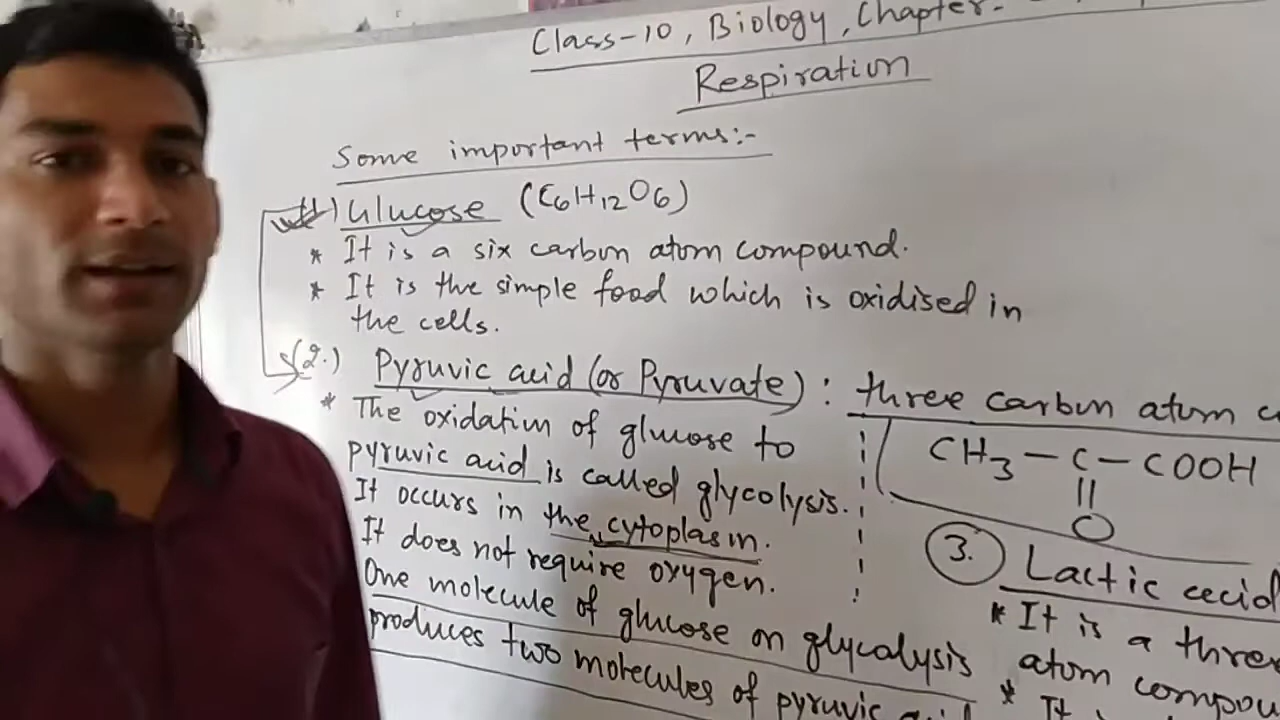 Class-10, Biology, Chapter-
Respiration
Some important terms:-
(1) Glucose (C6H12O6)
* It is a six carbon atom compound.
* It is the simple food which is oxidised in
the cells.
(2.) Pyruvic acid (or Pyruvate) : three carbon atom
* The oxidation of glucose to
pyruvic acid is called glycolysis.
It occurs in the cytoplasm.
It does not require oxygen.
One molecule of glucose on glycolysis
produces two molecules of pyruvic
CH3 - C - COOH
||
O
3. Lactic acid
* It is a three
atom
* It